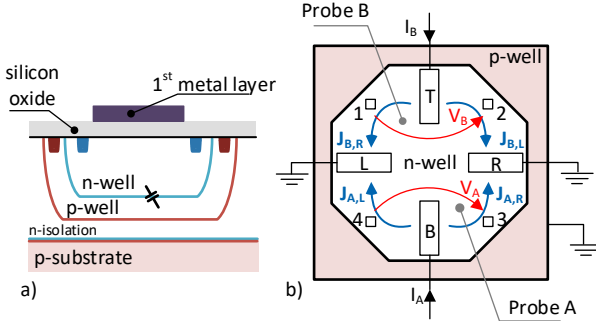 silicon
oxide
1st metal layer
n-well
p-well
n-isolation
p-substrate
a)
I_B
Probe B
p-well
1
T
2
V_B
J_B,R
J_B,L
L
n-well
R
J_A,L
V_A
J_A,R
4
B
3
I_A
Probe A
b)